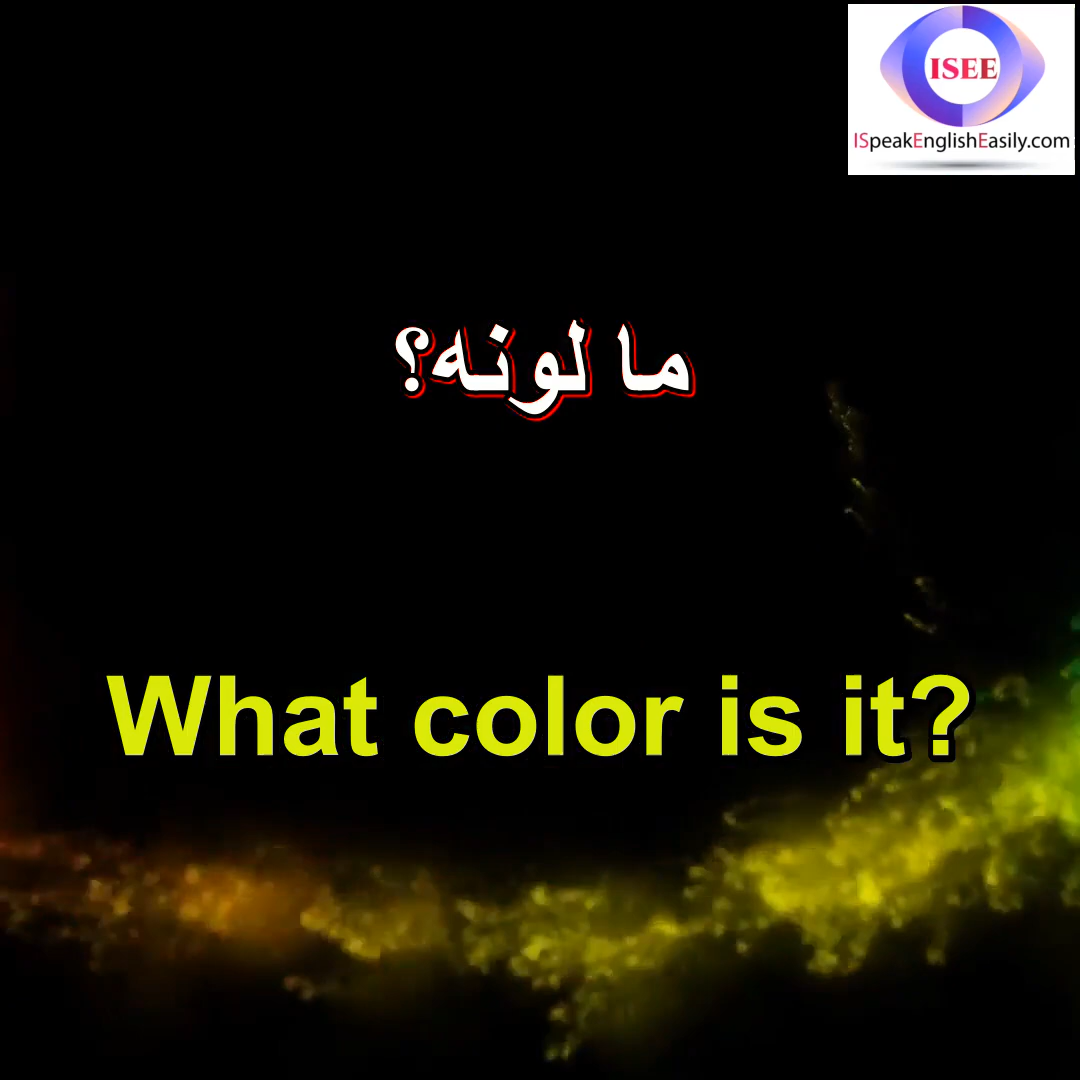 ISEE
ISpeakEnglishEasily.com
ما لونه؟
What color is it?